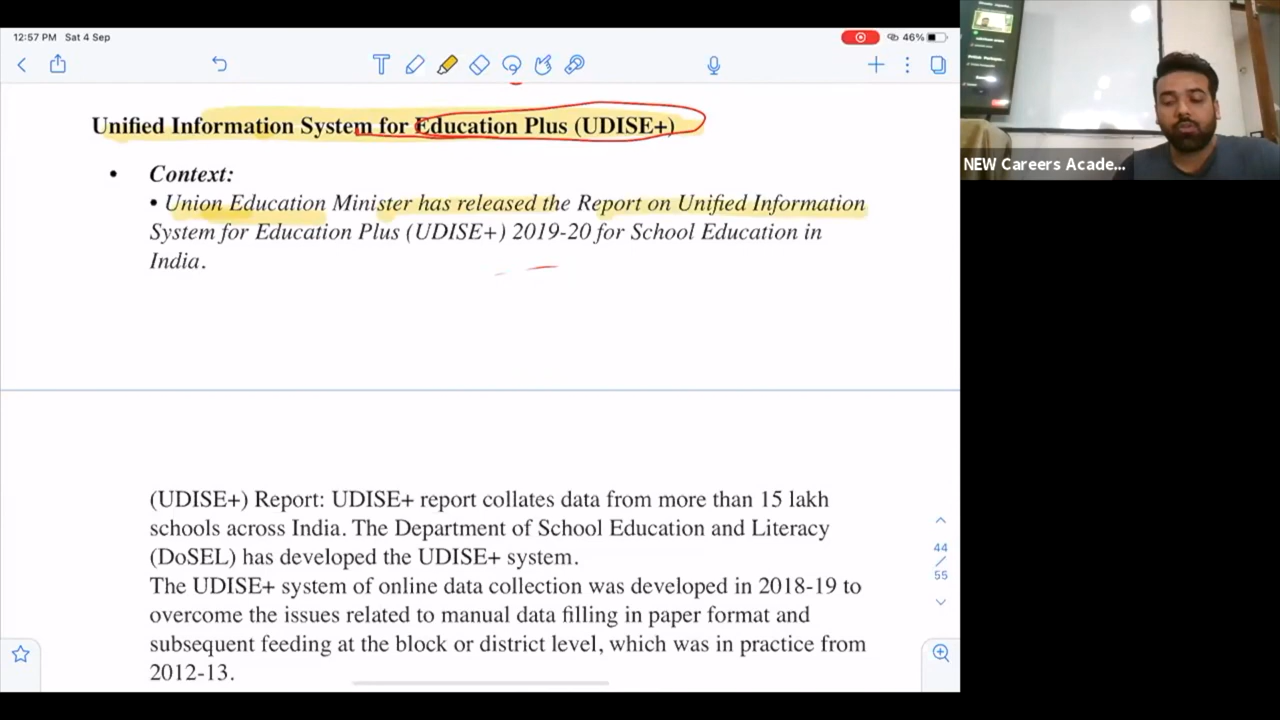 12:57 PM Sat 4 Sep
46%
Unified Information System for Education Plus (UDISE+)
• Context:
• Union Education Minister has released the Report on Unified Information
System for Education Plus (UDISE+) 2019-20 for School Education in
India.
(UDISE+) Report: UDISE+ report collates data from more than 15 lakh
schools across India. The Department of School Education and Literacy
(DoSEL) has developed the UDISE+ system.
The UDISE+ system of online data collection was developed in 2018-19 to
overcome the issues related to manual data filling in paper format and
subsequent feeding at the block or district level, which was in practice from
2012-13.
44
/
55
NEW Careers Acade...